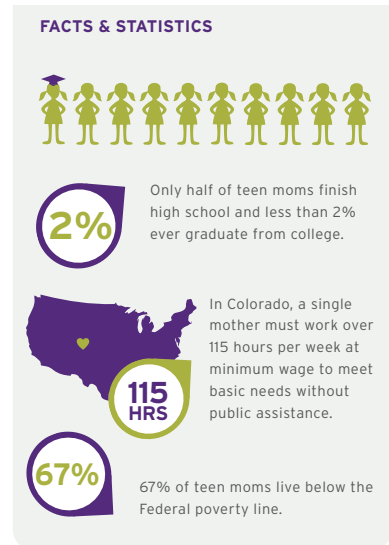 FACTS & STATISTICS
2%
Only half of teen moms finish
high school and less than 2%
ever graduate from college.
In Colorado, a single
mother must work over
115 hours per week at
minimum wage to meet
basic needs without
public assistance.
115
HRS
67%
67% of teen moms live below the
Federal poverty line.